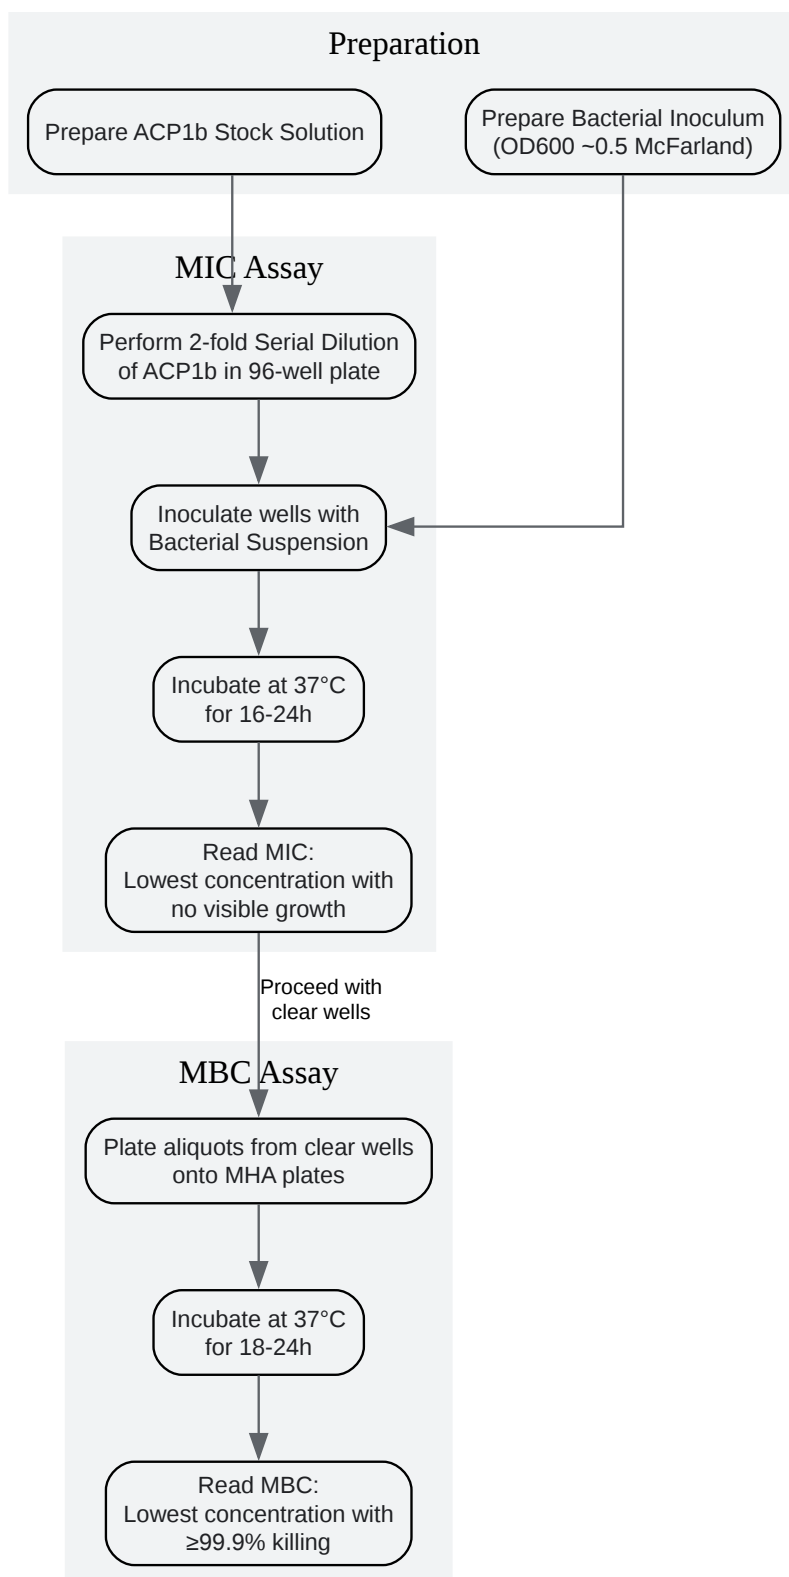 Preparation
Prepare ACP1b Stock Solution
Prepare Bacterial Inoculum
(OD600 ~0.5 McFarland)
MIC Assay
Perform 2-fold Serial Dilution
of ACP1b in 96-well plate
Inoculate wells with
Bacterial Suspension
Incubate at 37°C
for 16-24h
Read MIC:
Lowest concentration with
no visible growth
Proceed with
clear wells
MBC Assay
Plate aliquots from clear wells
onto MHA plates
Incubate at 37°C
for 18-24h
Read MBC:
Lowest concentration with
≥99.9% killing